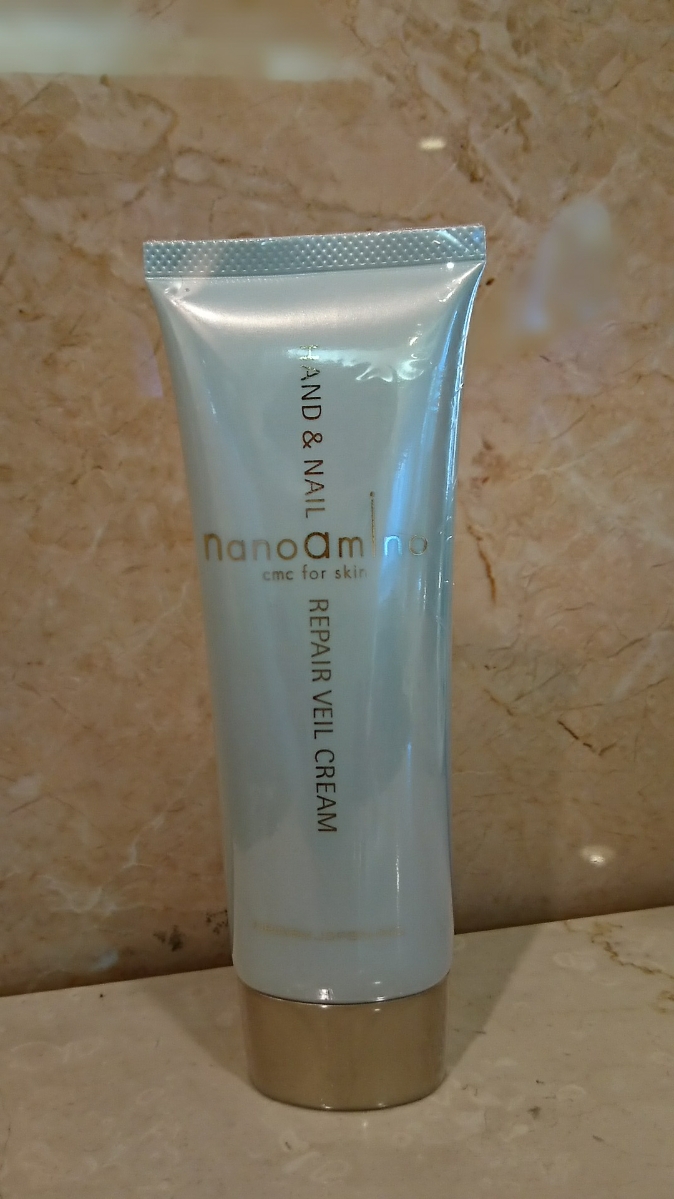 HAND & NAIL
nanoamino
cmc for skin
REPAIR VEIL CREAM